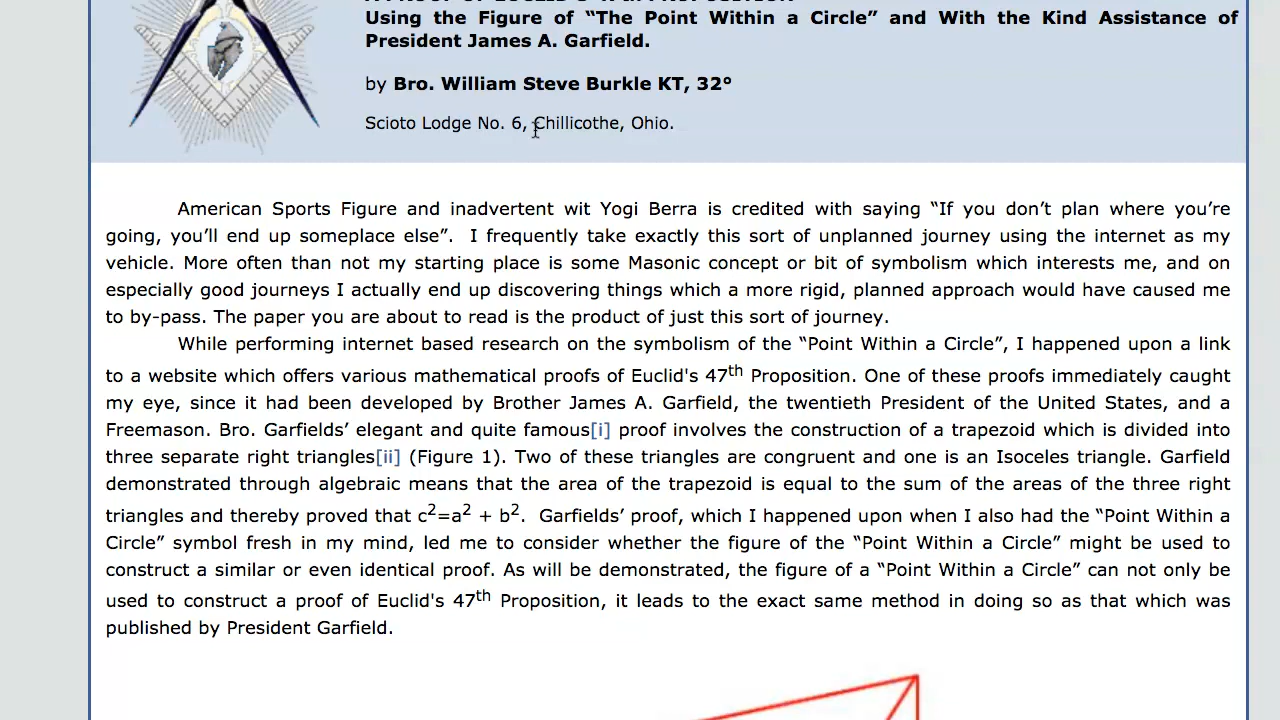 Using the Figure of “The Point Within a Circle” and With the Kind Assistance of
President James A. Garfield.
by Bro. William Steve Burkle KT, 32°
Scioto Lodge No. 6, Chillicothe, Ohio.
American Sports Figure and inadvertent wit Yogi Berra is credited with saying “If you don’t plan where you’re
going, you’ll end up someplace else”.  I frequently take exactly this sort of unplanned journey using the internet as my
vehicle. More often than not my starting place is some Masonic concept or bit of symbolism which interests me, and on
especially good journeys I actually end up discovering things which a more rigid, planned approach would have caused me
to by-pass. The paper you are about to read is the product of just this sort of journey.
While performing internet based research on the symbolism of the “Point Within a Circle”, I happened upon a link
to a website which offers various mathematical proofs of Euclid's 47th Proposition. One of these proofs immediately caught
my eye, since it had been developed by Brother James A. Garfield, the twentieth President of the United States, and a
Freemason. Bro. Garfields’ elegant and quite famous[i] proof involves the construction of a trapezoid which is divided into
three separate right triangles[ii] (Figure 1). Two of these triangles are congruent and one is an Isoceles triangle. Garfield
demonstrated through algebraic means that the area of the trapezoid is equal to the sum of the areas of the three right
triangles and thereby proved that c²=a² + b².  Garfields’ proof, which I happened upon when I also had the “Point Within a
Circle” symbol fresh in my mind, led me to consider whether the figure of the “Point Within a Circle” might be used to
construct a similar or even identical proof. As will be demonstrated, the figure of a “Point Within a Circle” can not only be
used to construct a proof of Euclid's 47th Proposition, it leads to the exact same method in doing so as that which was
published by President Garfield.